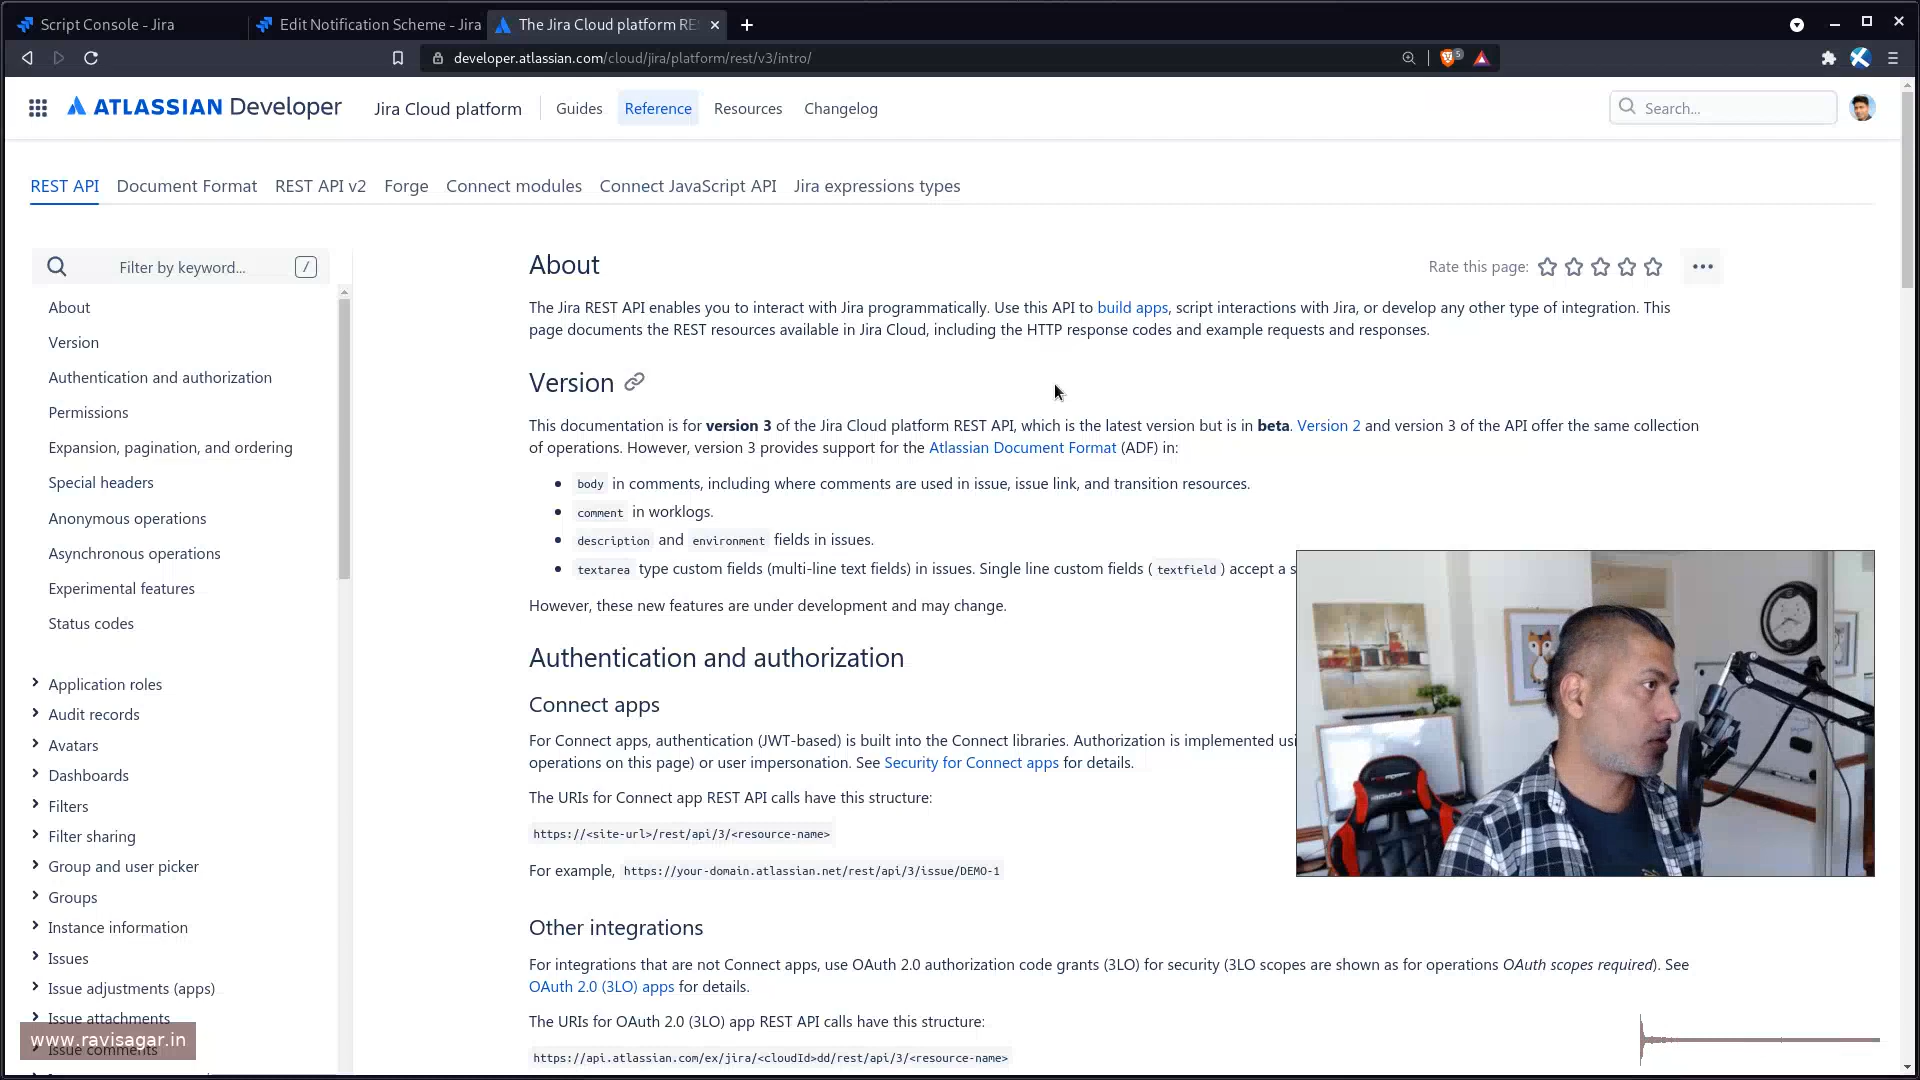 Script Console - Jira
Edit Notification Scheme - Jira
The Jira Cloud platform RE
developer.atlassian.com/cloud/jira/platform/rest/v3/intro/
5
ATLASSIAN Developer
Jira Cloud platform
Guides
Reference
Resources
Changelog
Search...
REST API
Document Format
REST API v2
Forge
Connect modules
Connect JavaScript API
Jira expressions types
Filter by keyword...
/
About
Version
Authentication and authorization
Permissions
Expansion, pagination, and ordering
Special headers
Anonymous operations
Asynchronous operations
Experimental features
Status codes
Application roles
Audit records
Avatars
Dashboards
Filters
Filter sharing
Group and user picker
Groups
Instance information
Issues
Issue adjustments (apps)
Issue attachments
Issue comments
www.ravisagar.in
About
Rate this page:
The Jira REST API enables you to interact with Jira programmatically. Use this API to build apps, script interactions with Jira, or develop any other type of integration. This
page documents the REST resources available in Jira Cloud, including the HTTP response codes and example requests and responses.
Version
This documentation is for version 3 of the Jira Cloud platform REST API, which is the latest version but is in beta. Version 2 and version 3 of the API offer the same collection
of operations. However, version 3 provides support for the Atlassian Document Format (ADF) in:
• body in comments, including where comments are used in issue, issue link, and transition resources.
• comment in worklogs.
• description and environment fields in issues.
• textarea type custom fields (multi-line text fields) in issues. Single line custom fields ( textfield ) accept a s
However, these new features are under development and may change.
Authentication and authorization
Connect apps
For Connect apps, authentication (JWT-based) is built into the Connect libraries. Authorization is implemented usi
operations on this page) or user impersonation. See Security for Connect apps for details.
The URIs for Connect app REST API calls have this structure:
https://<site-url>/rest/api/3/<resource-name>
For example, https://your-domain.atlassian.net/rest/api/3/issue/DEMO-1
Other integrations
For integrations that are not Connect apps, use OAuth 2.0 authorization code grants (3LO) for security (3LO scopes are shown as for operations OAuth scopes required). See
OAuth 2.0 (3LO) apps for details.
The URIs for OAuth 2.0 (3LO) app REST API calls have this structure:
https://api.atlassian.com/ex/jira/<cloudId>dd/rest/api/3/<resource-name>